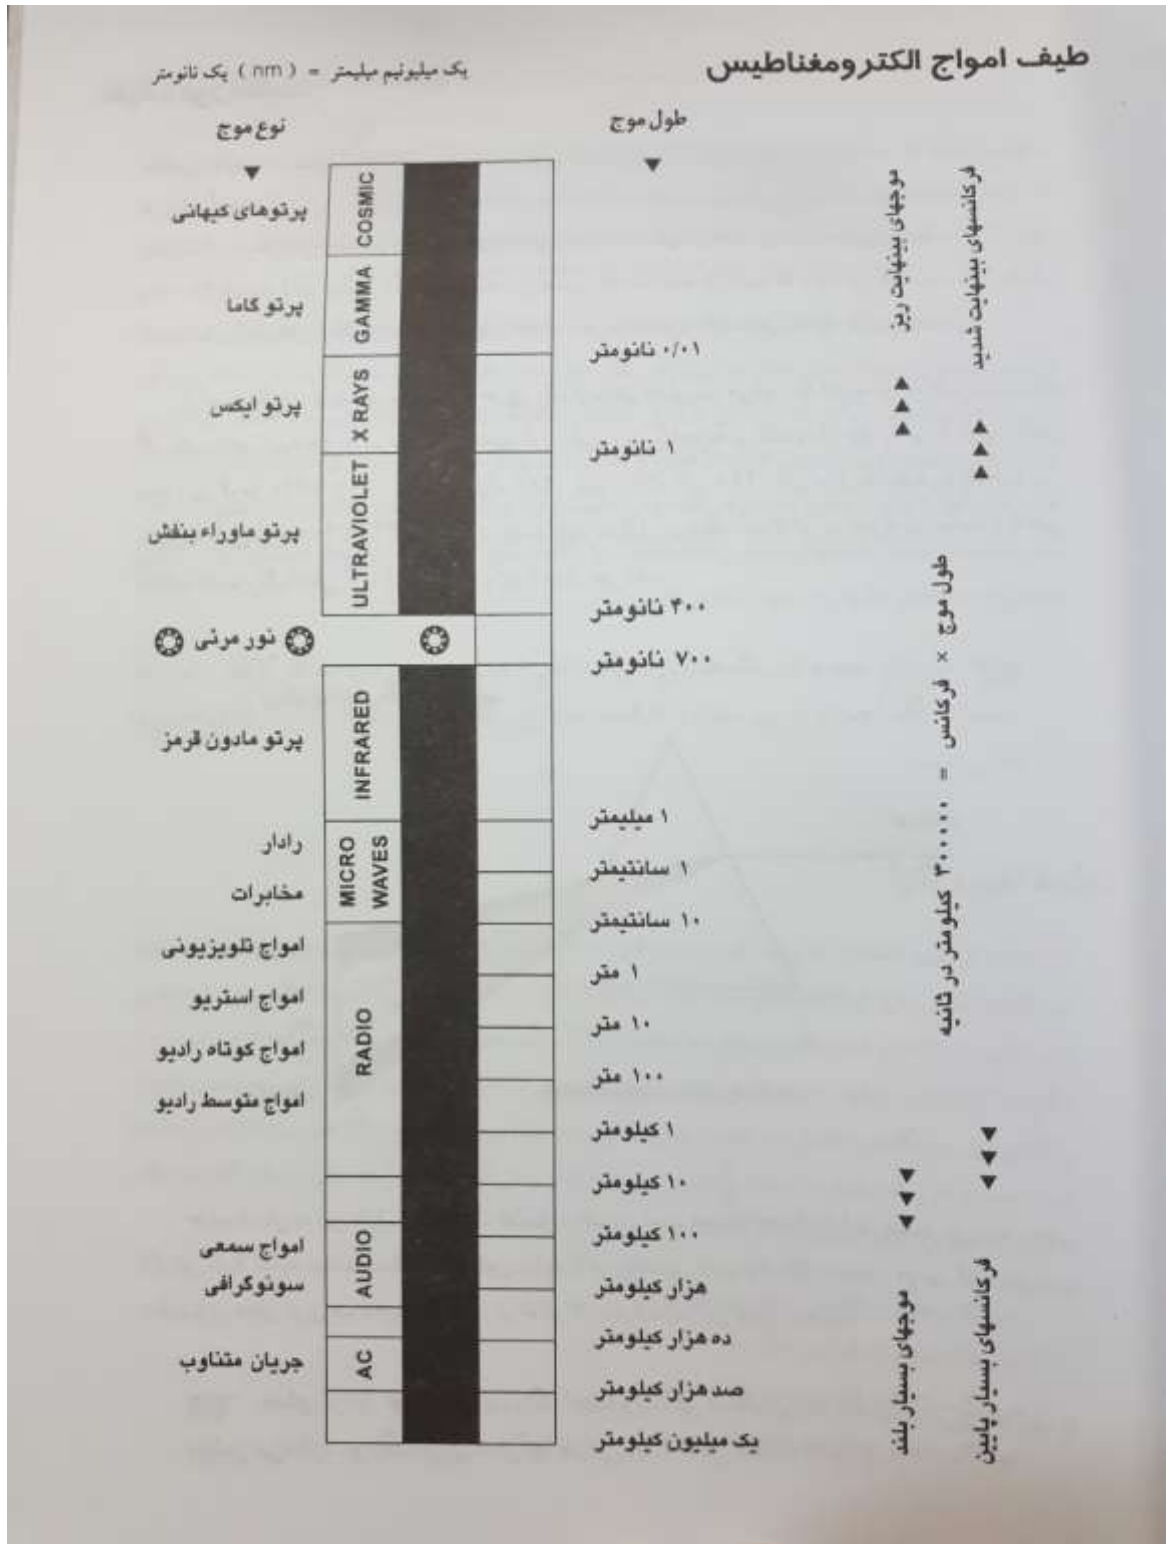 طیف امواج الکترومغناطیس
یک میلیونیم میلیمتر = ( nm ) یک نانومتر
طول موج
نوع موج
موجهای بینهایت ریز
فرکانسهای بینهایت شدید
COSMIC
پرتوهای کیهانی
GAMMA
پرتو گاما
۰/۰۱ نانومتر
X RAYS
پرتو ایکس
۱ نانومتر
ULTRAVIOLET
پرتو ماوراء بنفش
۴۰۰ نانومتر
نور مرئی
۷۰۰ نانومتر
INFRARED
پرتو مادون قرمز
طول موج × فرکانس = ۳۰۰۰۰۰ کیلومتر در ثانیه
۱ میلیمتر
MICRO WAVES
رادار
۱ سانتیمتر
مخابرات
۱۰ سانتیمتر
RADIO
امواج تلویزیونی
۱ متر
امواج استریو
۱۰ متر
امواج کوتاه رادیو
۱۰۰ متر
امواج متوسط رادیو
۱ کیلومتر
۱۰ کیلومتر
۱۰۰ کیلومتر
AUDIO
امواج سمعی
سونوگرافی
هزار کیلومتر
ده هزار کیلومتر
AC
جریان متناوب
صد هزار کیلومتر
یک میلیون کیلومتر
موجهای بسیار بلند
فرکانسهای بسیار پایین